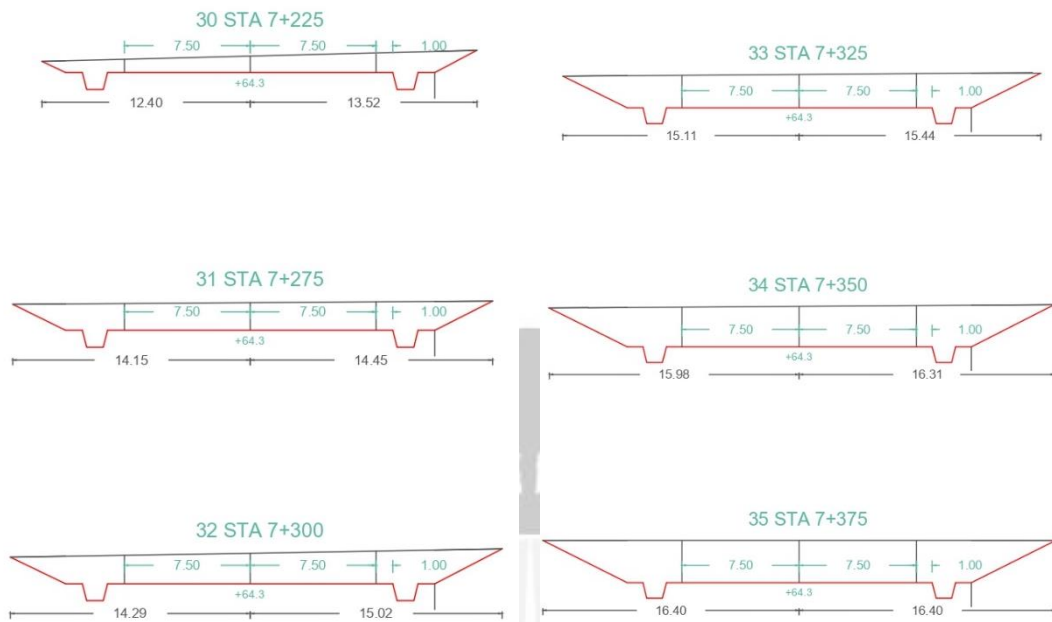 30 STA 7+225
7.50 7.50 1.00
+64.3
12.40 13.52
31 STA 7+275
7.50 7.50 1.00
+64.3
14.15 14.45
32 STA 7+300
7.50 7.50 1.00
+64.3
14.29 15.02
33 STA 7+325
7.50 7.50 1.00
+64.3
15.11 15.44
34 STA 7+350
7.50 7.50 1.00
+64.3
15.98 16.31
35 STA 7+375
7.50 7.50 1.00
+64.3
16.40 16.40